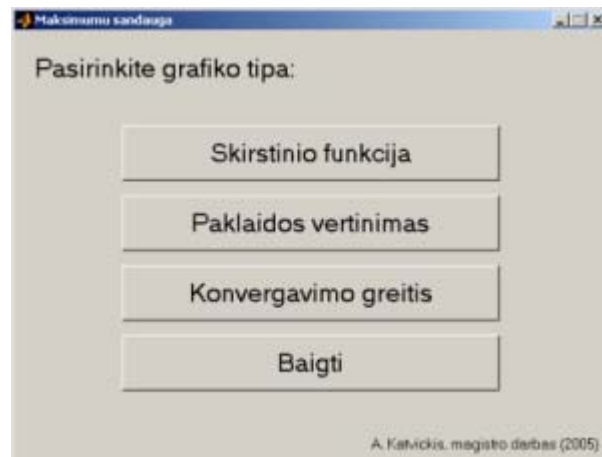 Maksimumu sandauga
Pasirinkite grafiko tipa:
Skirstinio funkcija
Paklaidos vertinimas
Konvergavimo greitis
Baigti
A. Katvickis, magistro darbas (2005)